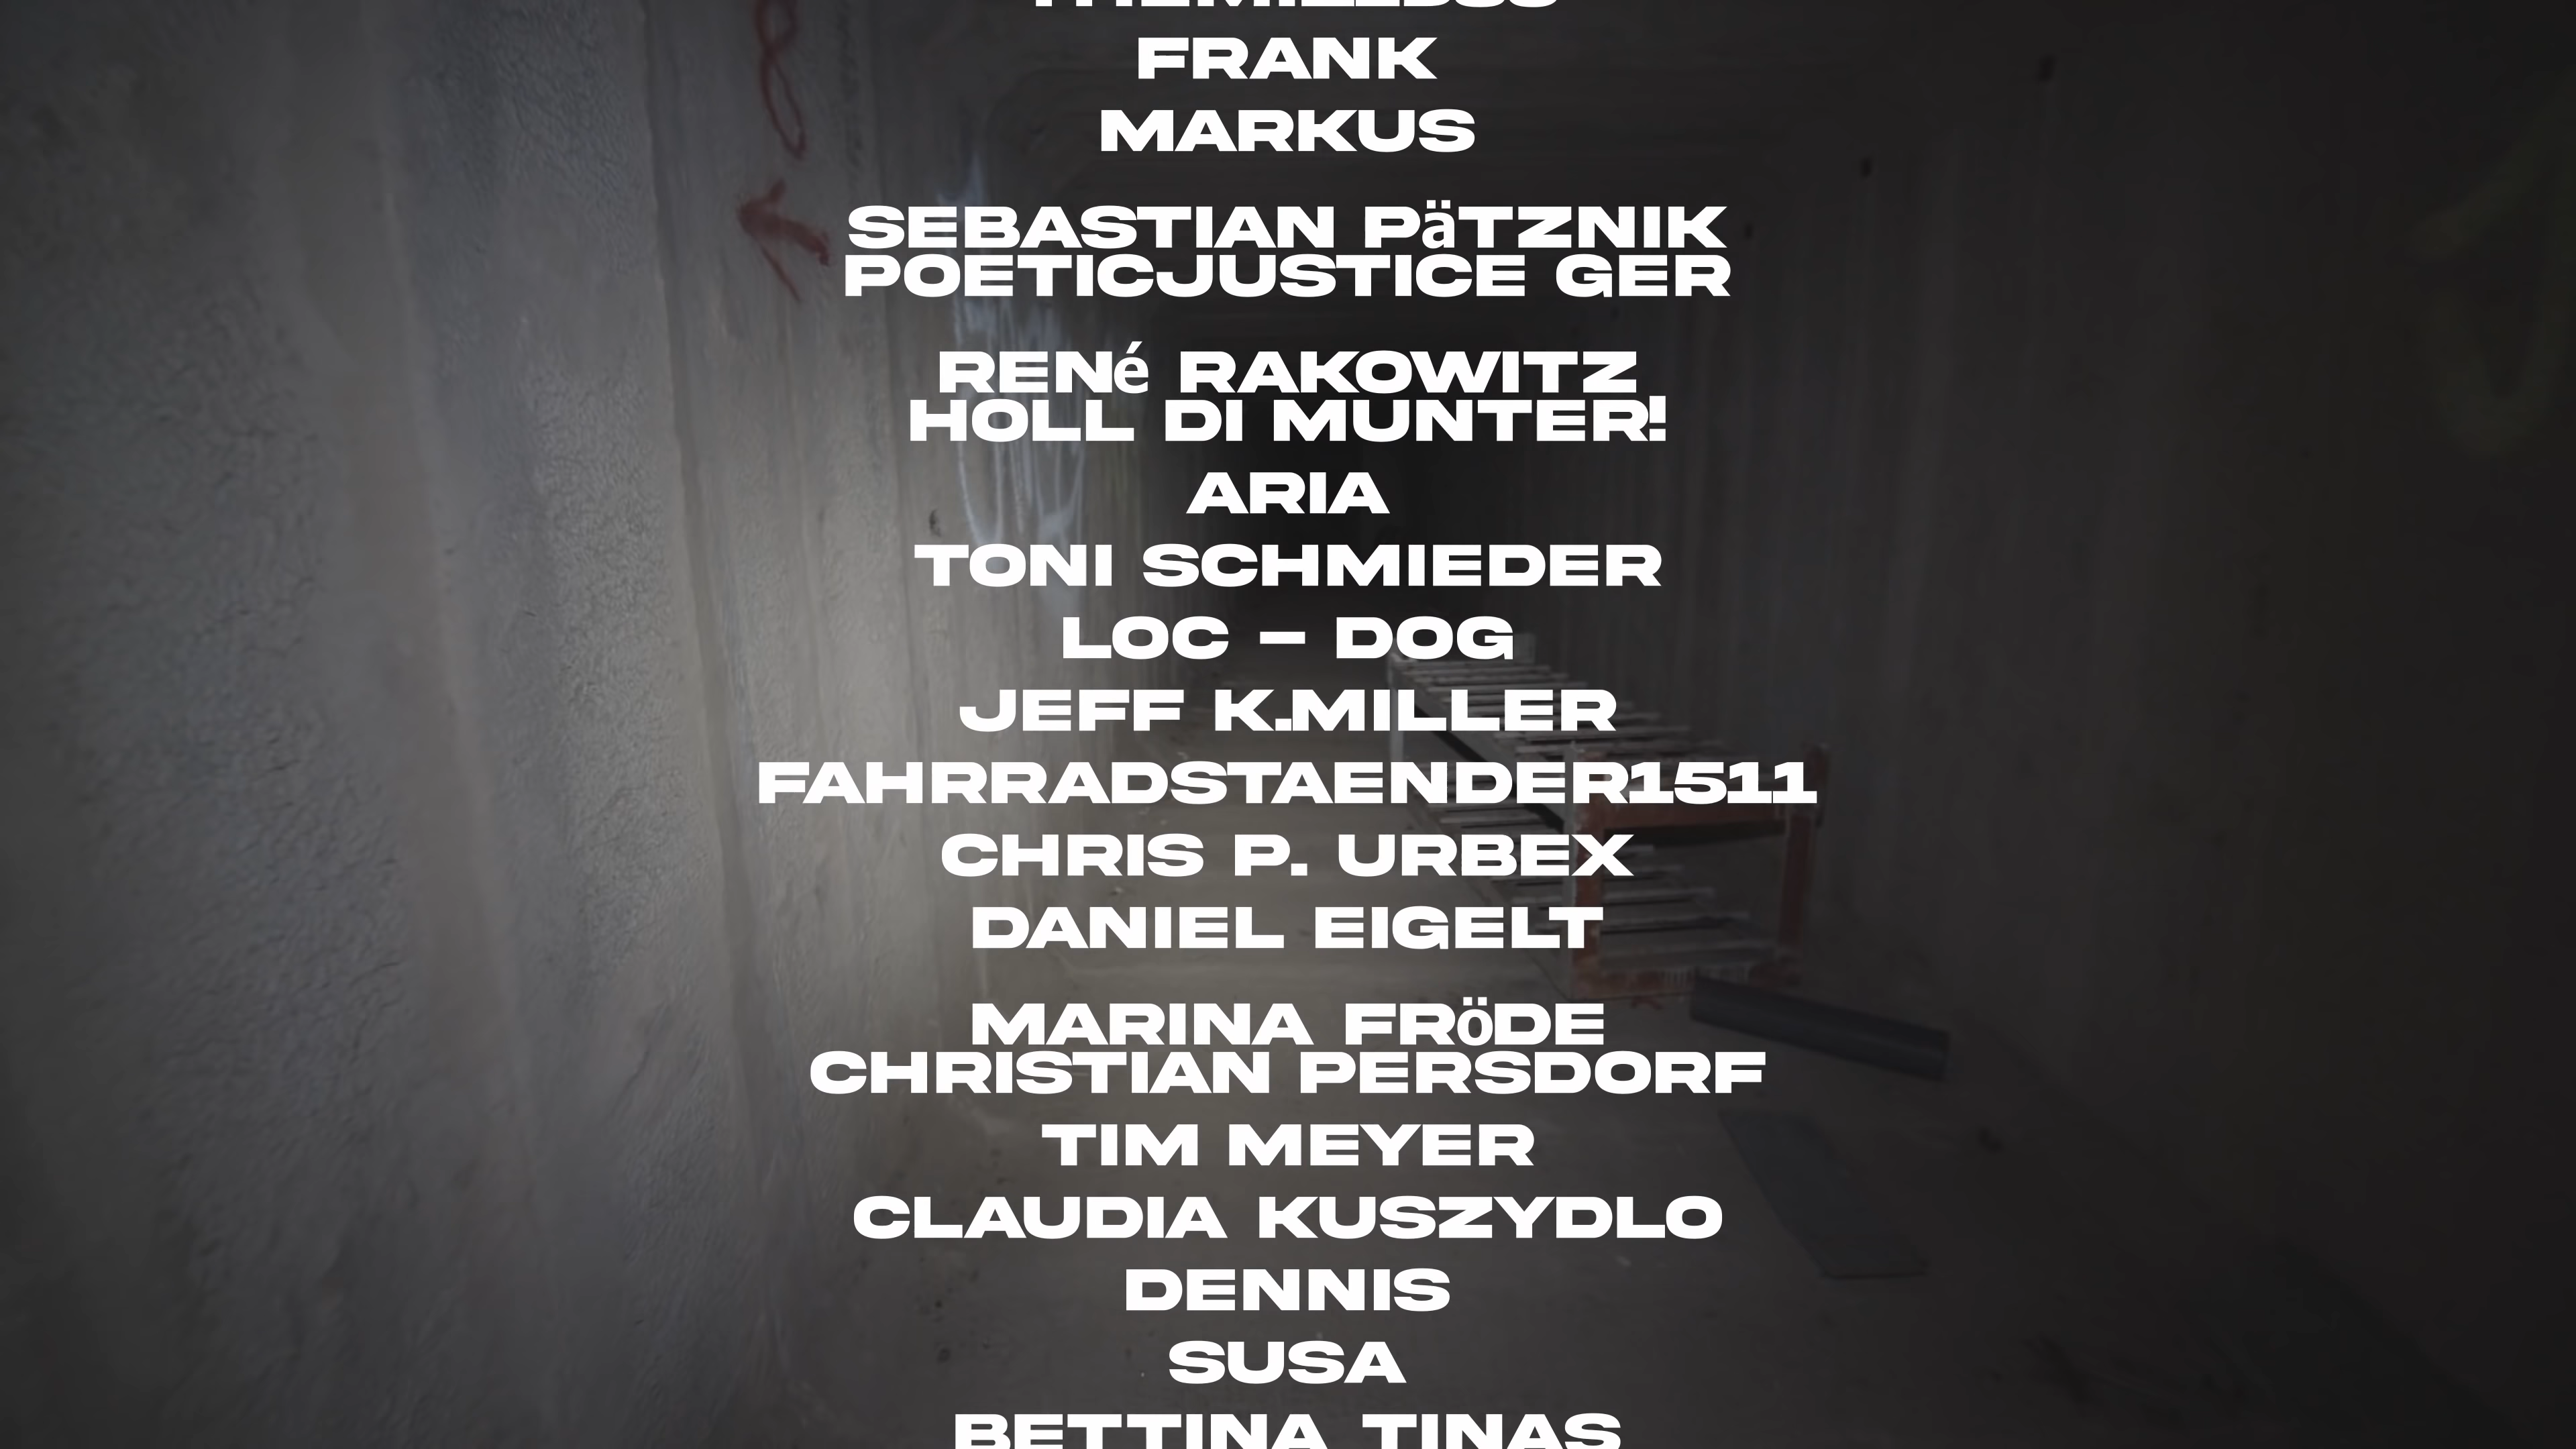 FRANK
MARKUS
SEBASTIAN PäTZNIK
POETICJUSTICE GER
RENé RAKOWITZ
HOLL DI MUNTER!
ARIA
TONI SCHMIEDER
LOC - DOG
JEFF K.MILLER
FAHRRADSTAENDER1511
CHRIS P. URBEX
DANIEL EIGELT
MARINA FRöDE
CHRISTIAN PERSDORF
TIM MEYER
CLAUDIA KUSZYDLO
DENNIS
SUSA
BETTINA TINAS